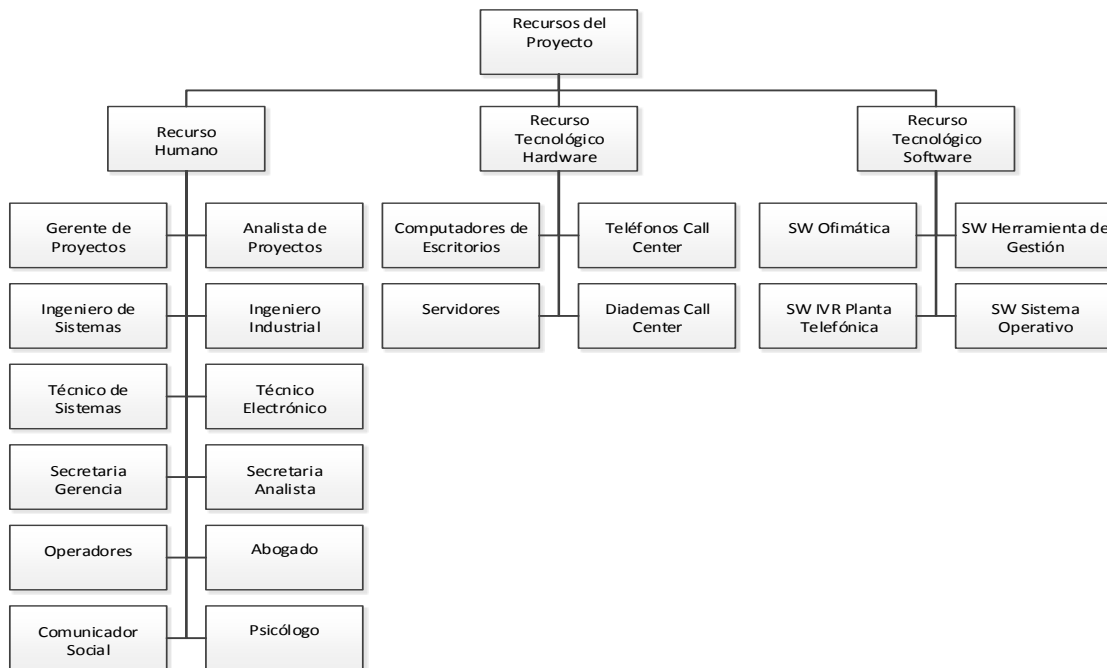 Recursos del
Proyecto
Recurso
Humano
Recurso
Tecnológico
Hardware
Recurso
Tecnológico
Software
Gerente de
Proyectos
Analista de
Proyectos
Computadores de
Escritorios
Teléfonos Call
Center
SW Ofimática
SW Herramienta de
Gestión
Ingeniero de
Sistemas
Ingeniero
Industrial
Servidores
Diademas Call
Center
SW IVR Planta
Telefónica
SW Sistema
Operativo
Técnico de
Sistemas
Técnico
Electrónico
Secretaria
Gerencia
Secretaria
Analista
Operadores
Abogado
Comunicador
Social
Psicólogo